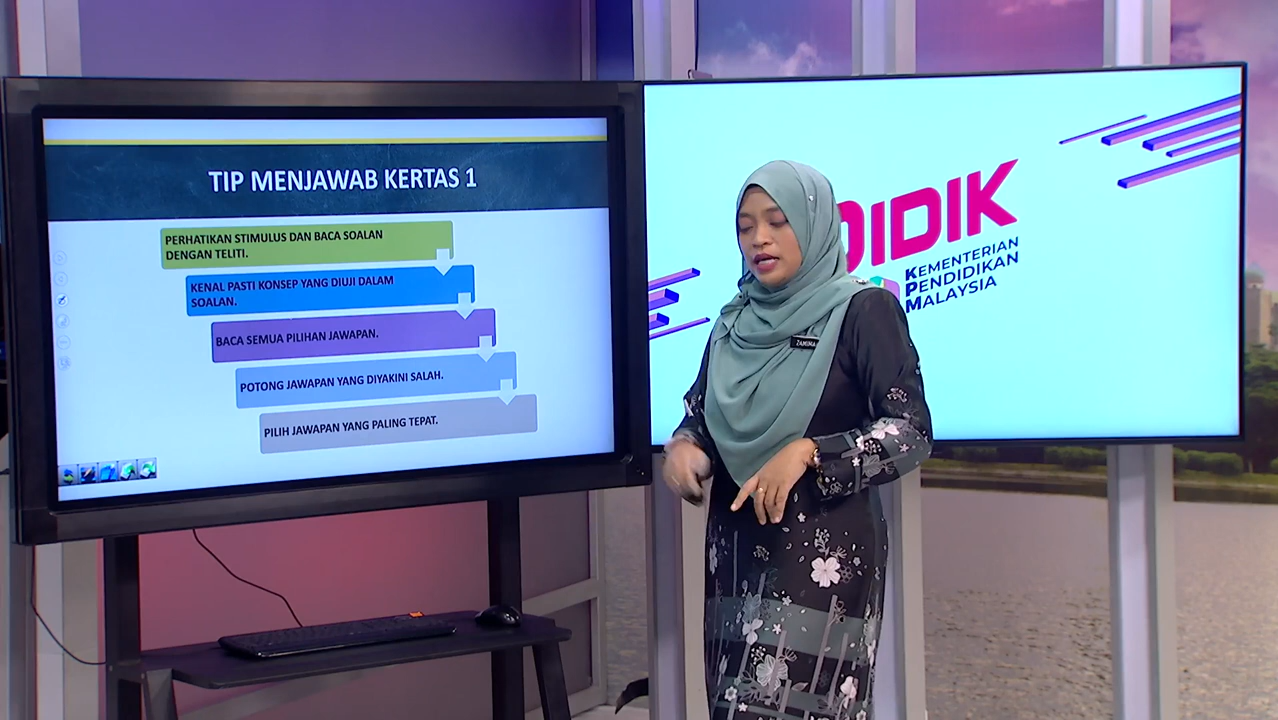 TIP MENJAWAB KERTAS 1
PERHATIKAN STIMULUS DAN BACA SOALAN
DENGAN TELITI.
KENAL PASTI KONSEP YANG DIUJI DALAM
SOALAN.
BACA SEMUA PILIHAN JAWAPAN.
POTONG JAWAPAN YANG DIYAKINI SALAH.
PILIH JAWAPAN YANG PALING TEPAT.
DIDIK
KEMENTERIAN
PENDIDIKAN
MALAYSIA